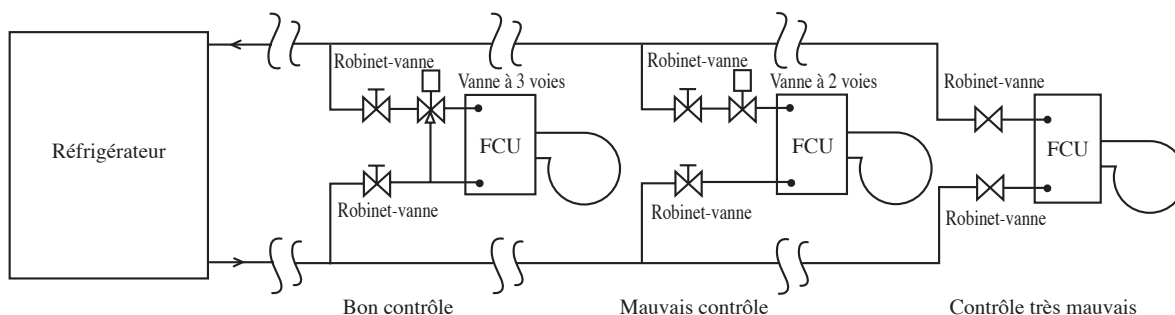 Robinet-vanne
Vanne à 3 voies
Robinet-vanne
Vanne à 2 voies
Robinet-vanne
Réfrigérateur
FCU
FCU
FCU
Robinet-vanne
Robinet-vanne
Robinet-vanne
Bon contrôle
Mauvais contrôle
Contrôle très mauvais